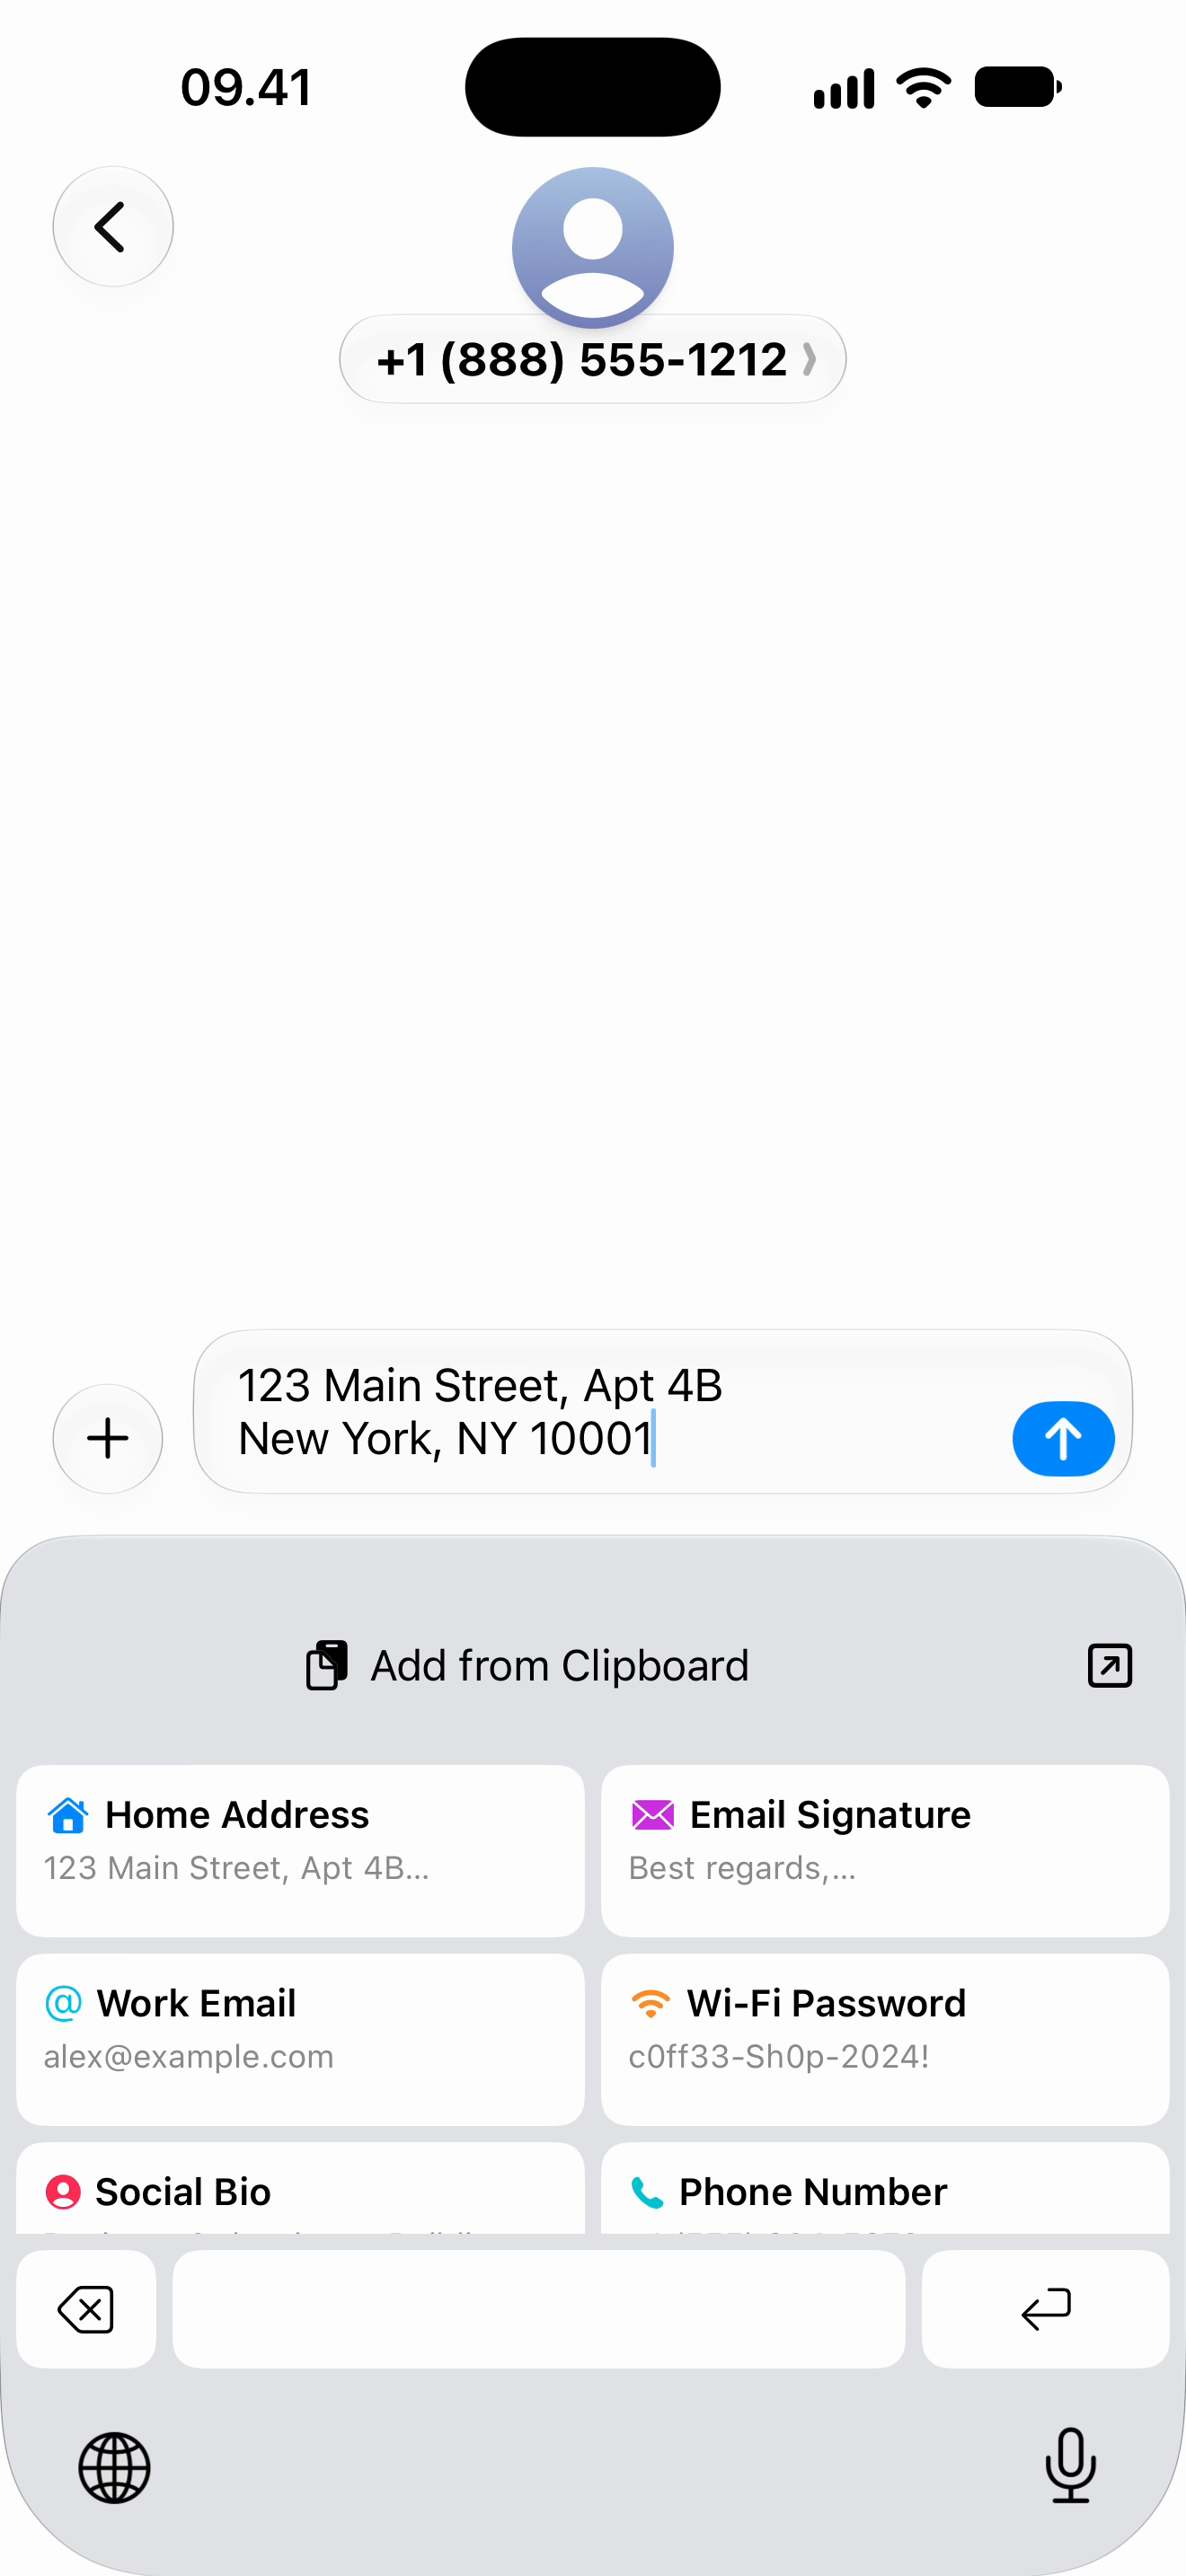 09.41
+1 (888) 555-1212
123 Main Street, Apt 4B
New York, NY 10001
Add from Clipboard
Home Address
123 Main Street, Apt 4B...
Email Signature
Best regards,...
@ Work Email
alex@example.com
Wi-Fi Password
c0ff33-Sh0p-2024!
Social Bio
Phone Number